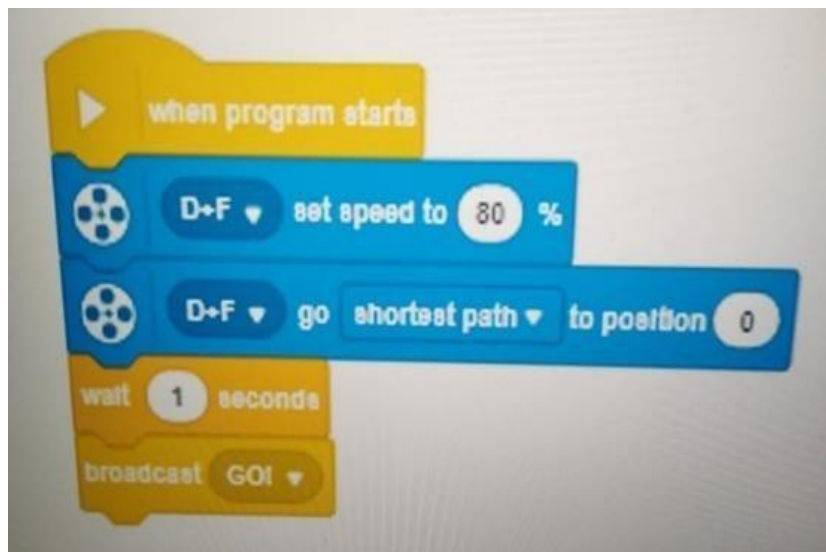 when program starts
D+F set speed to 80 %
D+F go shortest path to position 0
wait 1 seconds
broadcast GO!